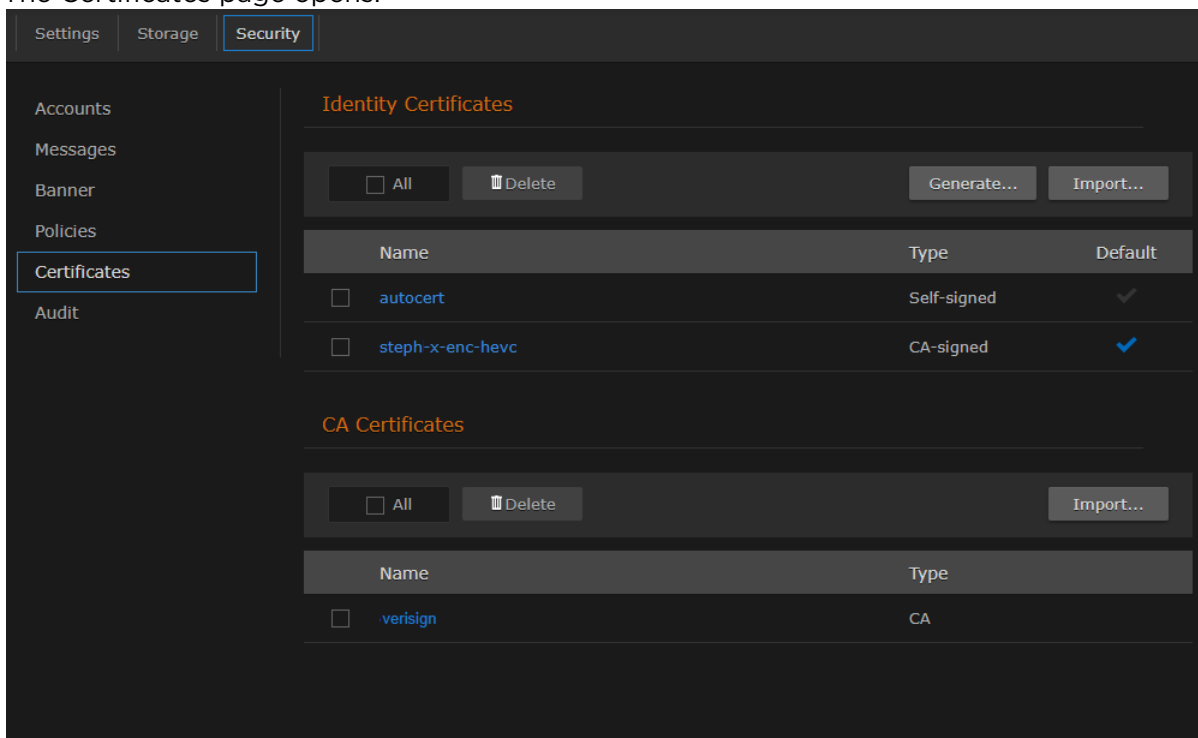 The Certificates page opens.
Settings Storage Security
Accounts
Messages
Banner
Policies
Certificates
Audit
Identity Certificates
All Delete Generate... Import...
Name Type Default
autocert Self-signed
steph-x-enc-hevc CA-signed
CA Certificates
All Delete Import...
Name Type
verisign CA